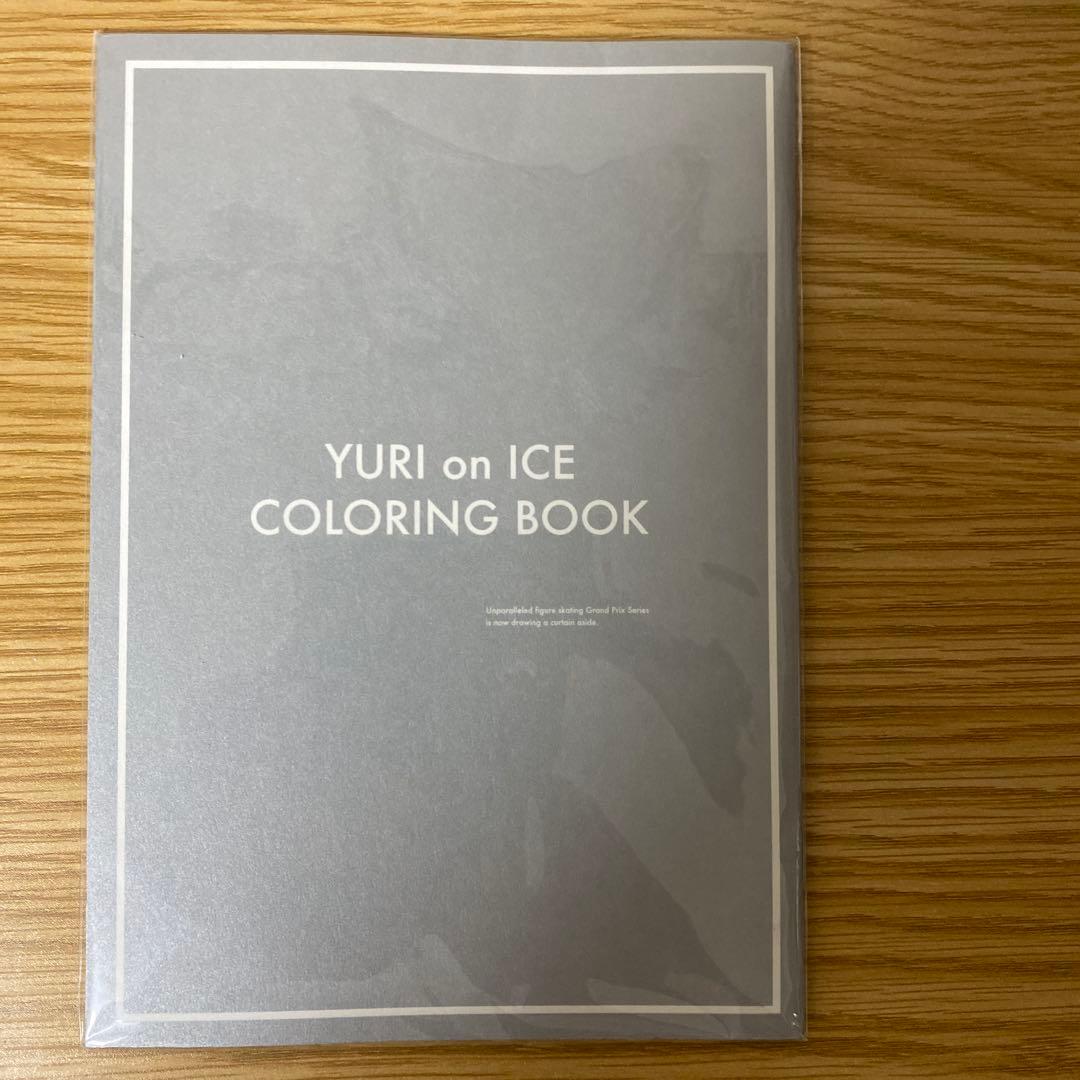 YURI on ICE
COLORING BOOK
Unparalleled figure skating Grand Prix Series
is now drawing a curtain aside.